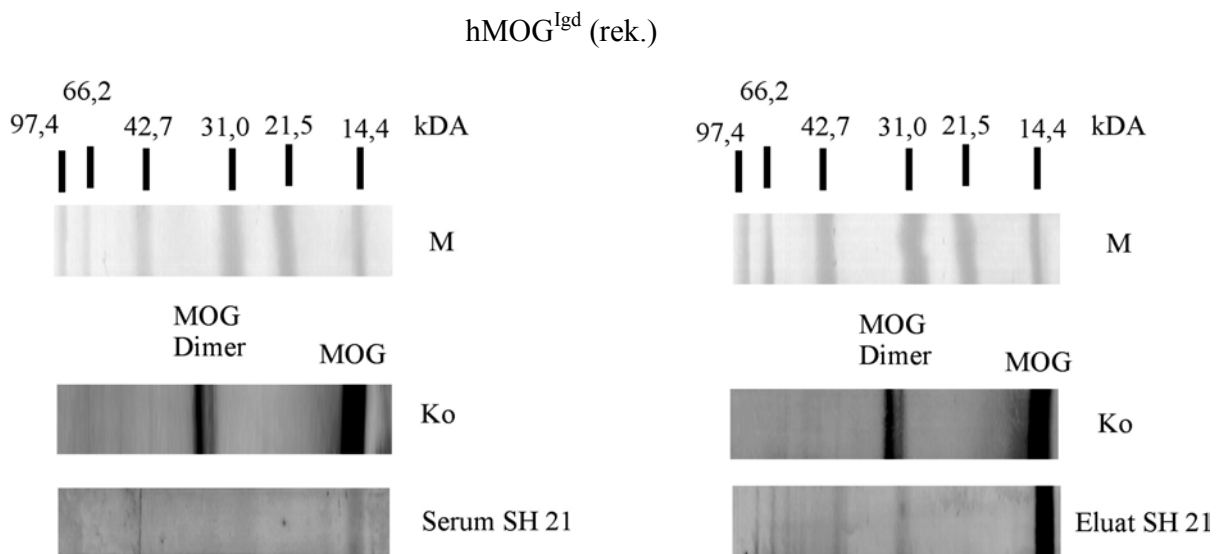 hMOG^Igd (rek.)
66,2
97,4 42,7 31,0 21,5 14,4 kDA
M
MOG
Dimer
MOG
Ko
Serum SH 21
66,2
97,4 42,7 31,0 21,5 14,4 kDA
M
MOG
Dimer
MOG
Ko
Eluat SH 21